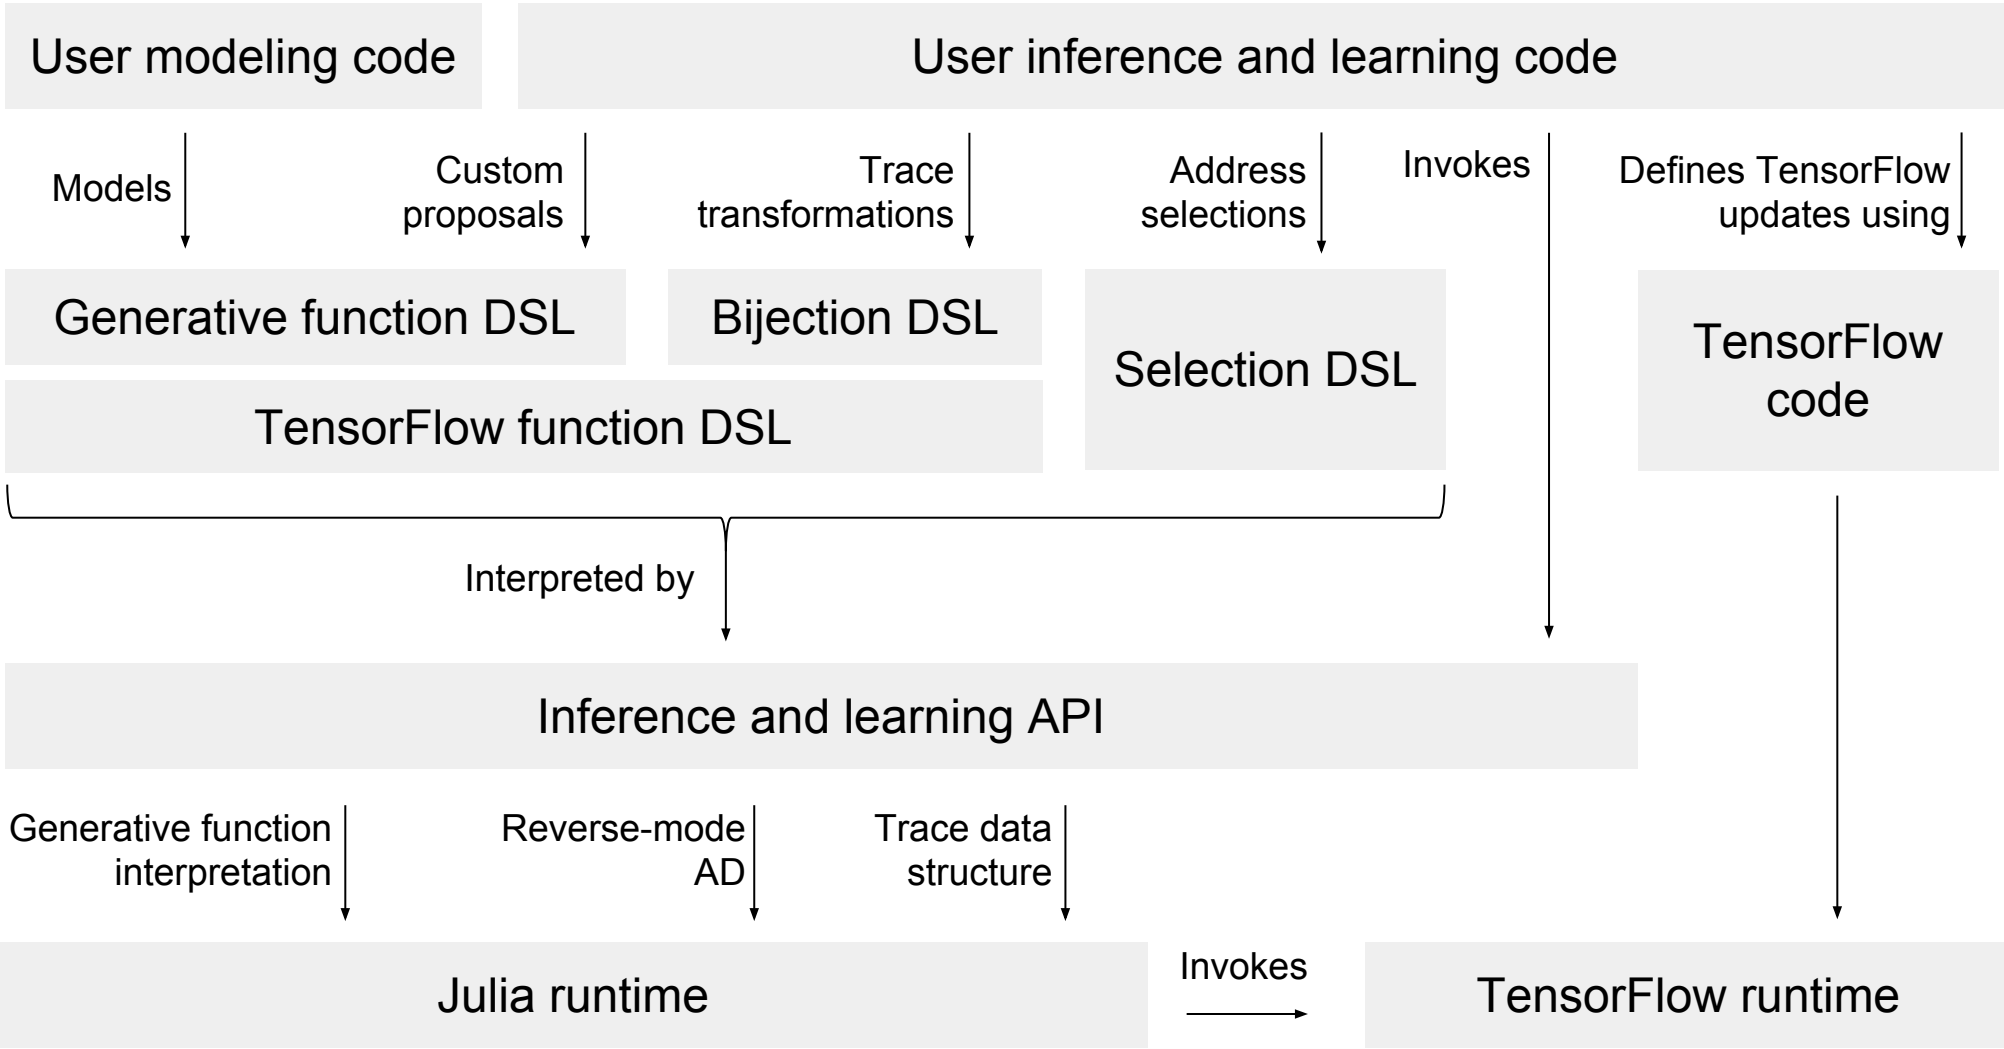 User modeling code
User inference and learning code
Models
Custom
proposals
Trace
transformations
Address
selections
Invokes
Defines TensorFlow
updates using
Generative function DSL
Bijection DSL
Selection DSL
TensorFlow
code
TensorFlow function DSL
Interpreted by
Inference and learning API
Generative function
interpretation
Reverse-mode
AD
Trace data
structure
Julia runtime
Invokes
TensorFlow runtime